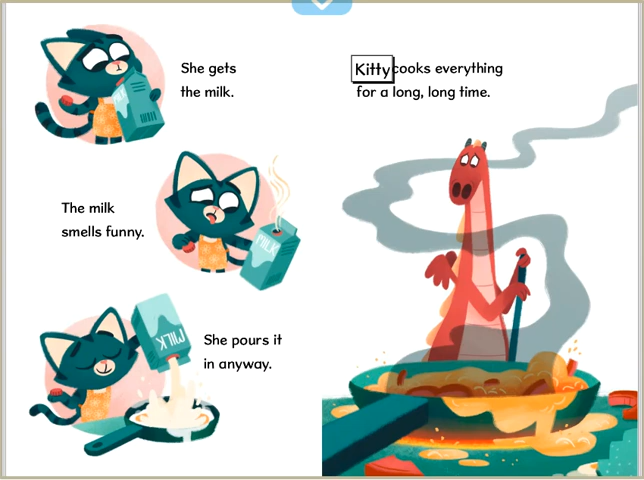 She gets
the milk.
MILK
The milk
smells funny.
MILK
She pours it
in anyway.
MILK
Kitty cooks everything
for a long, long time.